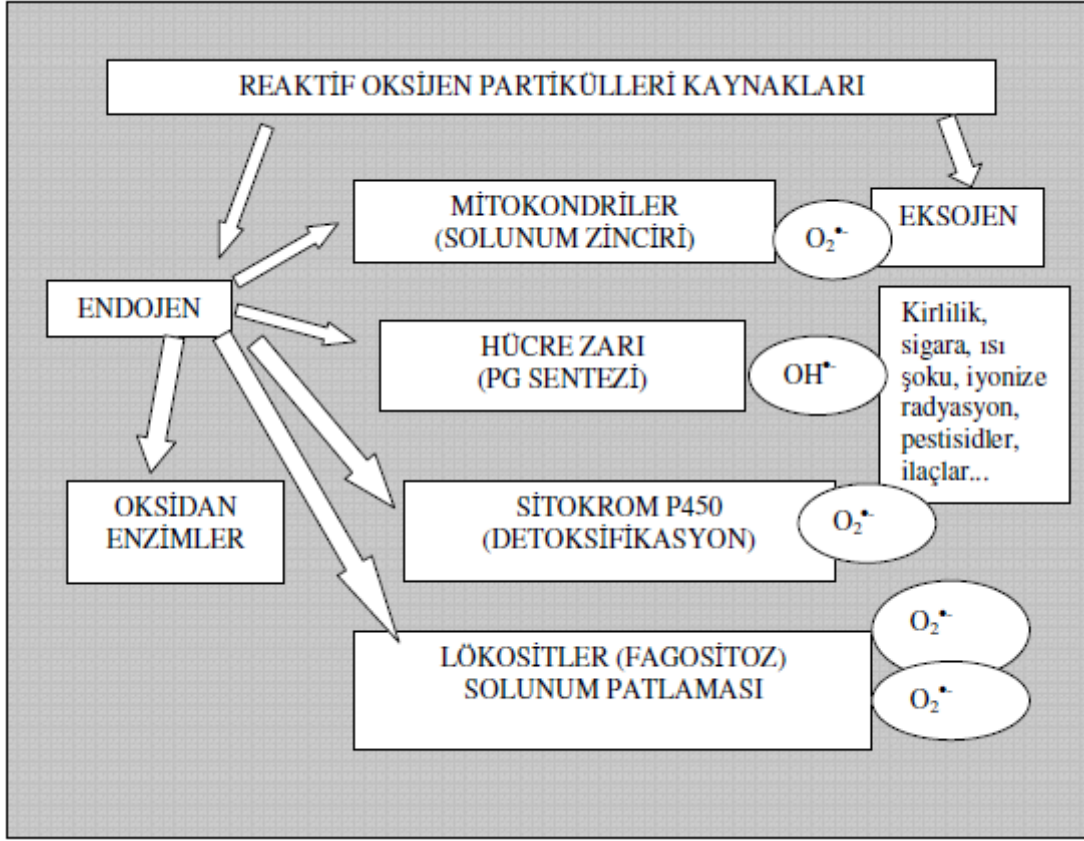 REAKTİF OKSİJEN PARTİKÜLLERİ KAYNAKLARI
MİTOKONDRİLER
(SOLUNUM ZİNCİRİ)
O₂•-
EKSOJEN
ENDOJEN
HÜCRE ZARI
(PG SENTEZİ)
OH•-
Kirlilik,
sigara, ısı
şoku, iyonize
radyasyon,
pestisidler,
ilaçlar...
OKSİDAN
ENZİMLER
SİTOKROM P450
(DETOKSİFİKASYON)
O₂•-
LÖKOSİTLER (FAGOSİTOZ)
SOLUNUM PATLAMASI
O₂•-
O₂•-